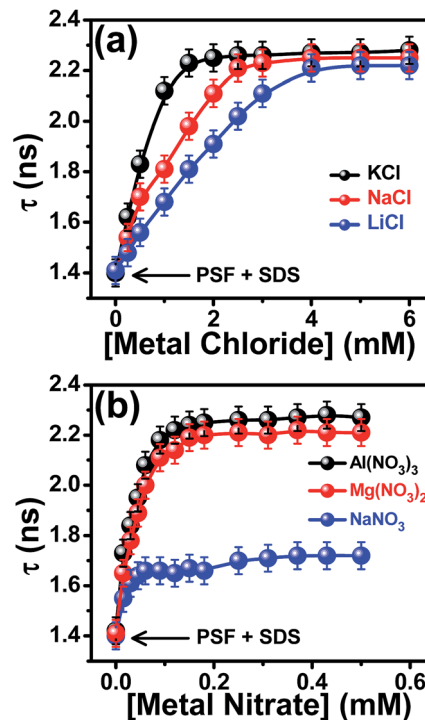 (a)
2.4
2.2
2.0
1.8
1.6
1.4
τ (ns)
KCl
NaCl
LiCl
PSF + SDS
0 2 4 6
[Metal Chloride] (mM)
(b)
2.4
2.2
2.0
1.8
1.6
1.4
τ (ns)
Al(NO₃)₃
Mg(NO₃)₂
NaNO₃
PSF + SDS
0.0 0.2 0.4 0.6
[Metal Nitrate] (mM)